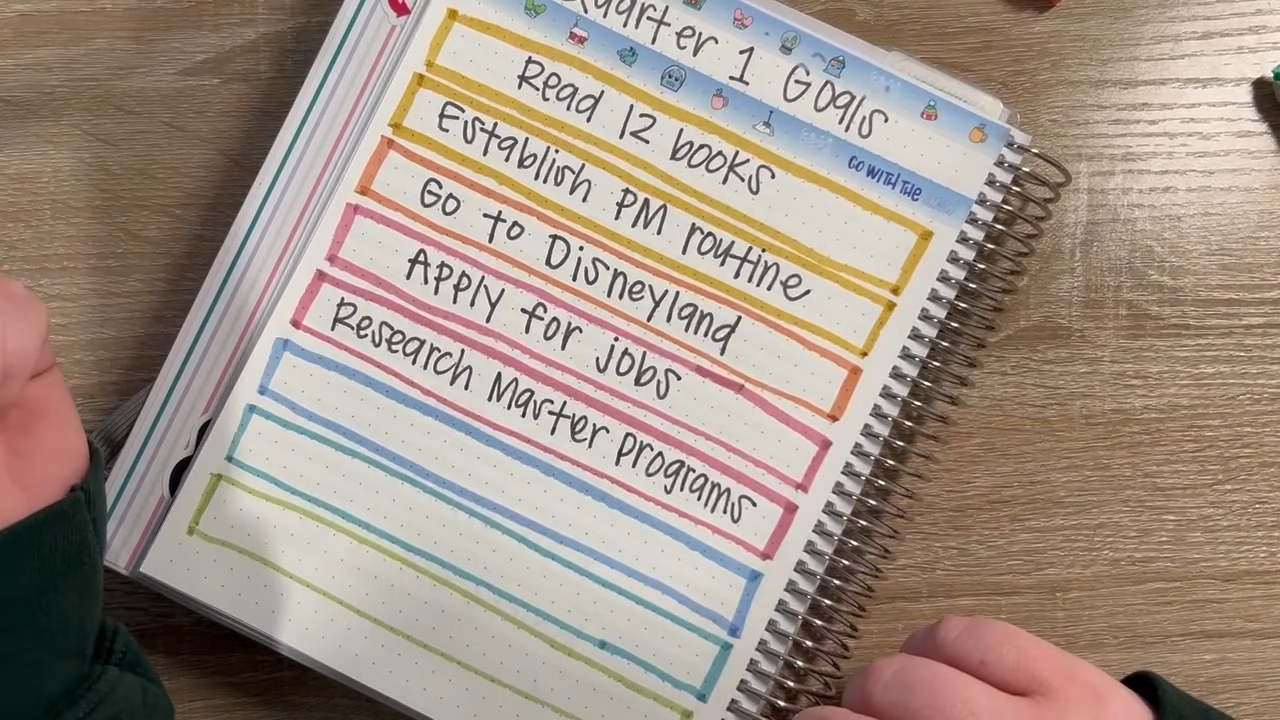 Quarter 1 Goals
GO WITH THE
Read 12 books
Establish PM routine
Go to Disneyland
Apply for jobs
Research Master programs